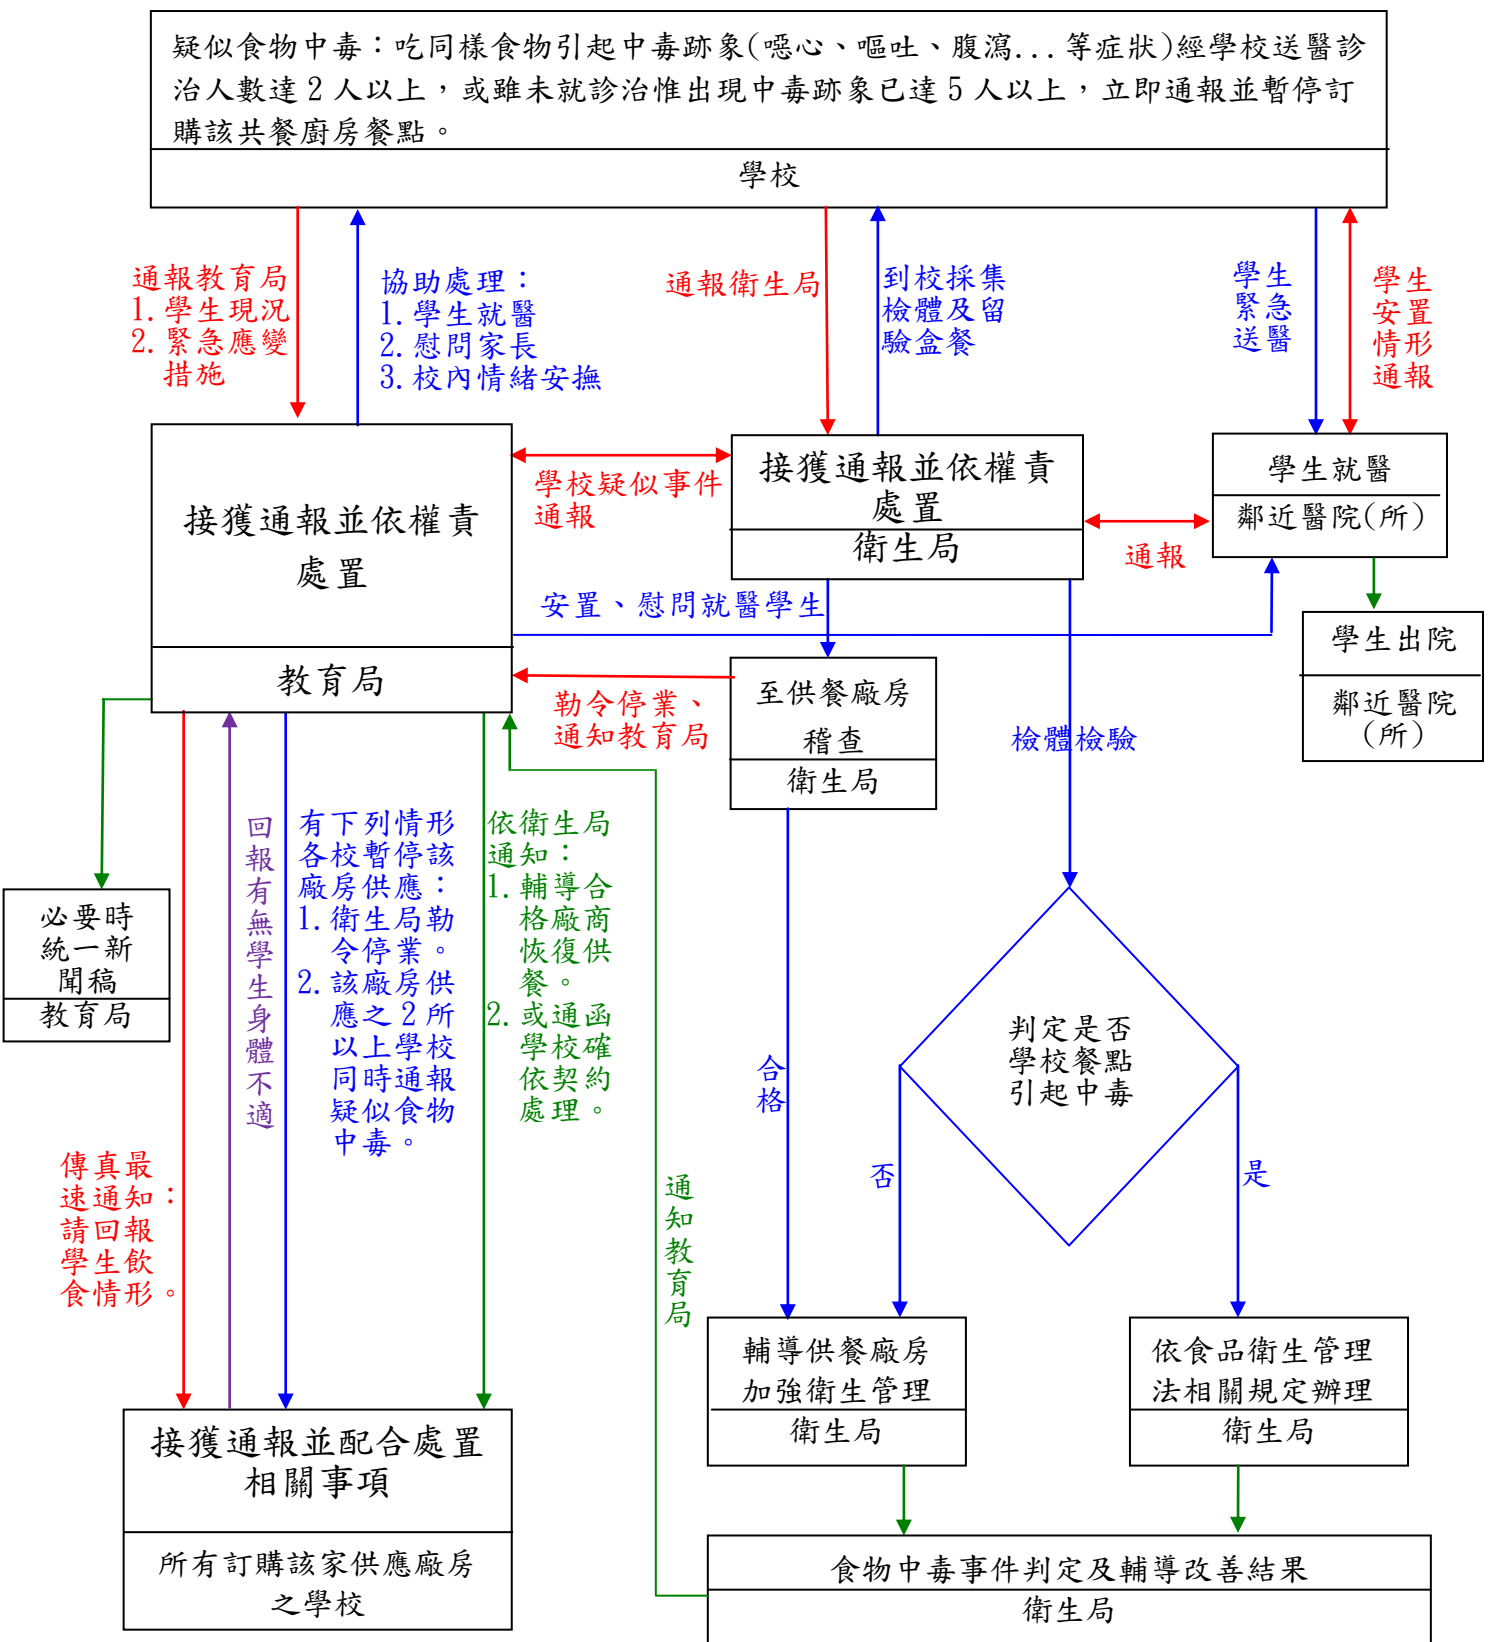 疑似食物中毒：吃同樣食物引起中毒跡象(噁心、嘔吐、腹瀉...等症狀)經學校送醫診
治人數達2人以上，或雖未就診治惟出現中毒跡象已達5人以上，立即通報並暫停訂
購該共餐廚房餐點。
學校
通報教育局
1.學生現況
2.緊急應變
措施
協助處理：
1.學生就醫
2.慰問家長
3.校內情緒安撫
通報衛生局
到校採集
檢體及留
驗盒餐
學生
緊急
送醫
學生
安置
情形
通報
接獲通報並依權責
處置
教育局
學校疑似事件
通報
接獲通報並依權責
處置
衛生局
通報
學生就醫
鄰近醫院(所)
安置、慰問就醫學生
學生出院
鄰近醫院
(所)
勒令停業、
通知教育局
至供餐廠房
稽查
衛生局
檢體檢驗
必要時
統一新
聞稿
教育局
傳真最
速通知：
請回報
學生飲
食情形。
回報有無學生身體不適
有下列情形
各校暫停該
廠房供應：
1.衛生局勒
令停業。
2.該廠房供
應之2所
以上學校
同時通報
疑似食物
中毒。
依衛生局
通知：
1.輔導合
格廠商
恢復供
餐。
2.或通函
學校確
依契約
處理。
通知教育局
合格
判定是否
學校餐點
引起中毒
否
是
輔導供餐廠房
加強衛生管理
衛生局
依食品衛生管理
法相關規定辦理
衛生局
接獲通報並配合處置
相關事項
所有訂購該家供應廠房
之學校
食物中毒事件判定及輔導改善結果
衛生局